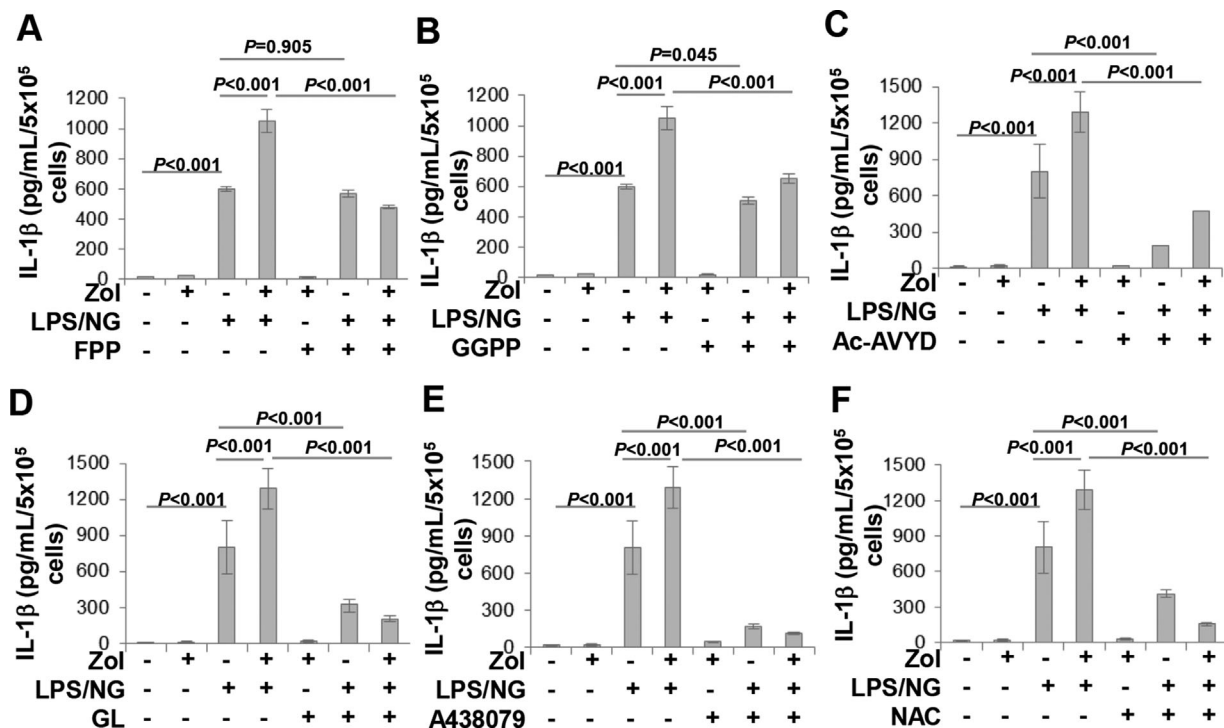 A
IL-1β (pg/mL/5x10⁵
cells)
P=0.905
P<0.001 P<0.001
P<0.001
1200
1000
800
600
400
200
0
Zol - + - + + - +
LPS/NG - - + + - + +
FPP - - - - + + +
B
IL-1β (pg/mL/5x10⁵
cells)
P=0.045
P<0.001 P<0.001
P<0.001
1200
1000
800
600
400
200
0
Zol - + - + + - +
LPS/NG - - + + - + +
GGPP - - - - + + +
C
IL-1β (pg/mL/5x10⁵
cells)
P<0.001
P<0.001 P<0.001
P<0.001
1500
1200
900
600
300
0
Zol - + - + + - +
LPS/NG - - + + - + +
Ac-AVYD - - - - + + +
D
IL-1β (pg/mL/5x10⁵
cells)
P<0.001
P<0.001 P<0.001
P<0.001
1500
1200
900
600
300
0
Zol - + - + + - +
LPS/NG - - + + - + +
GL - - - - + + +
E
IL-1β (pg/mL/5x10⁵
cells)
P<0.001
P<0.001 P<0.001
P<0.001
1500
1200
900
600
300
0
Zol - + - + + - +
LPS/NG - - + + - + +
A438079 - - - - + + +
F
IL-1β (pg/mL/5x10⁵
cells)
P<0.001
P<0.001 P<0.001
P<0.001
1500
1200
900
600
300
0
Zol - + - + + - +
LPS/NG - - + + - + +
NAC - - - - + + +